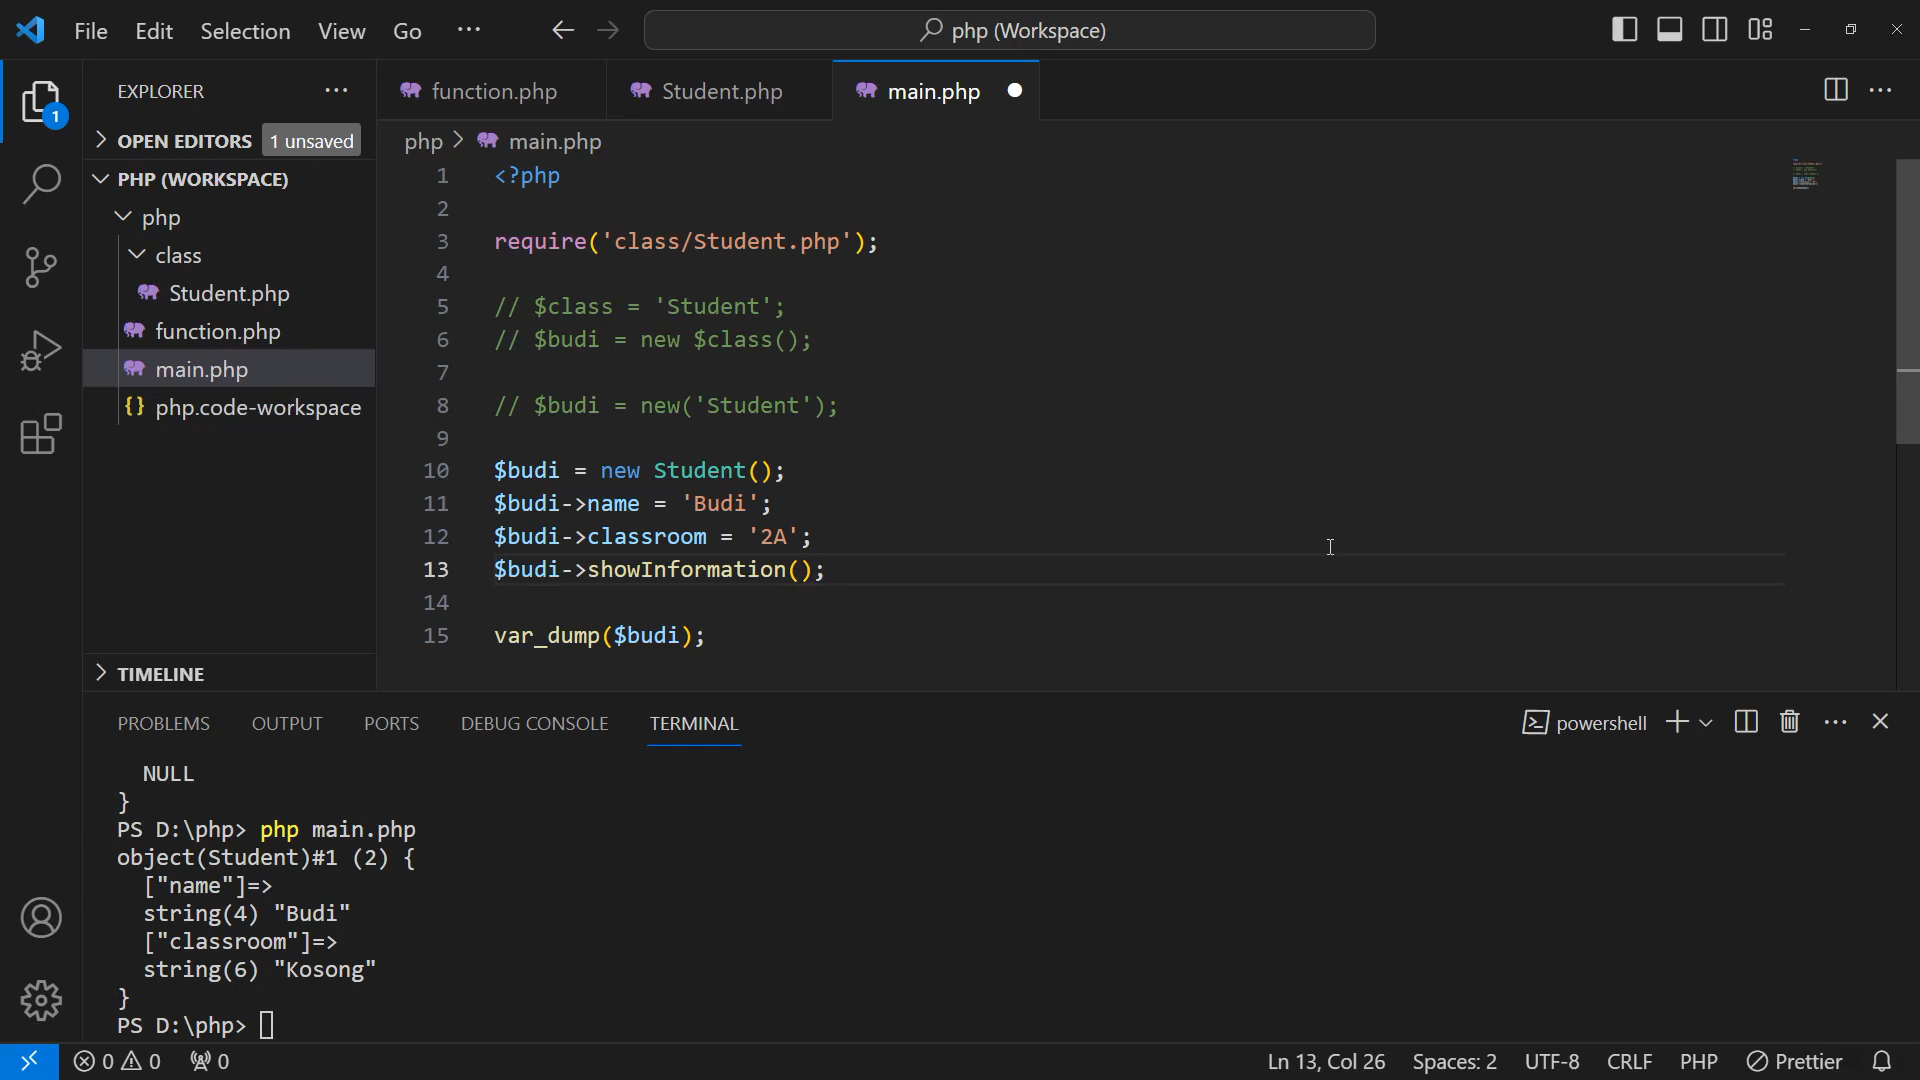 File Edit Selection View Go ··· php (Workspace)
EXPLORER ···
1
OPEN EDITORS 1 unsaved
PHP (WORKSPACE)
php
class
Student.php
function.php
main.php
{} php.code-workspace
TIMELINE
function.php Student.php main.php ···
php > main.php
1 <?php
2
3 require('class/Student.php');
4
5 // $class = 'Student';
6 // $budi = new $class();
7
8 // $budi = new('Student');
9
10 $budi = new Student();
11 $budi->name = 'Budi';
12 $budi->classroom = '2A';
13 $budi->showInformation();
14
15 var_dump($budi);
PROBLEMS OUTPUT PORTS DEBUG CONSOLE TERMINAL powershell ···
NULL
}
PS D:\php> php main.php
object(Student)#1 (2) {
["name"]=>
string(4) "Budi"
["classroom"]=>
string(6) "Kosong"
}
PS D:\php>
0 0 0 Ln 13, Col 26 Spaces: 2 UTF-8 CRLF PHP Prettier